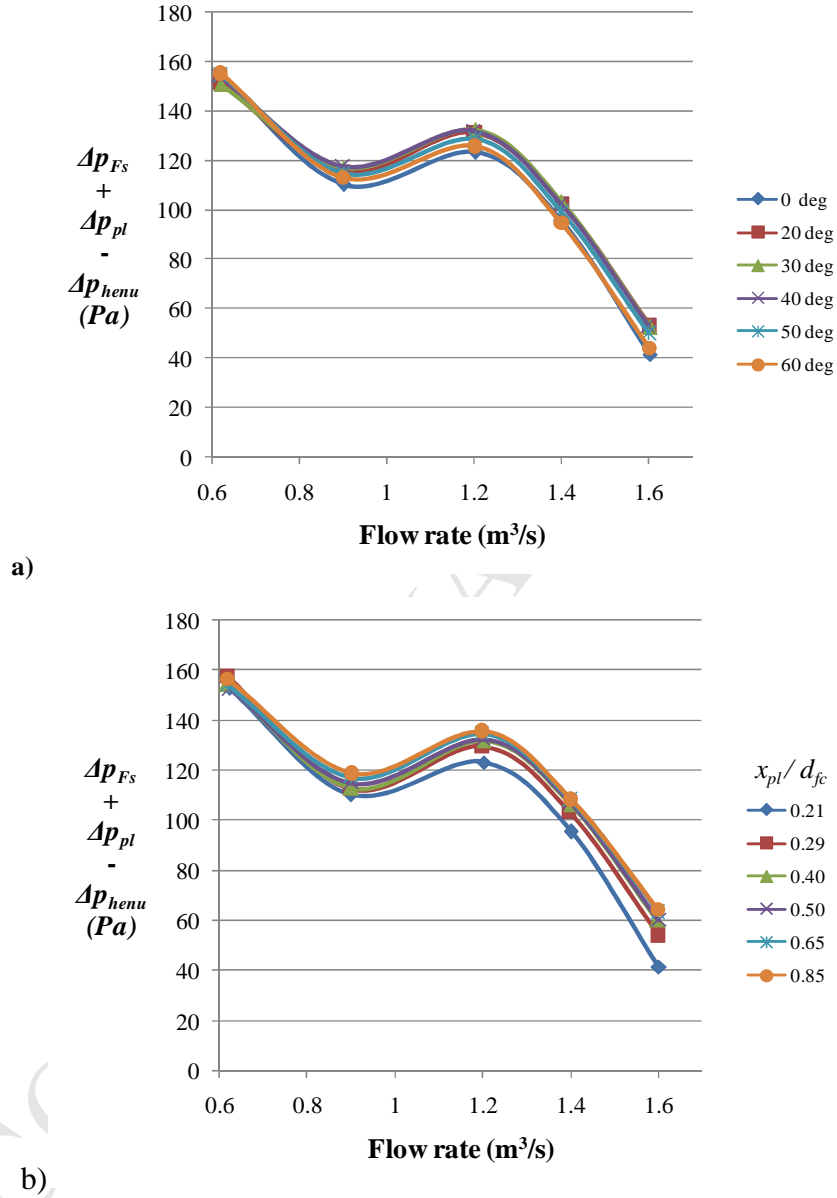 180
160
140
120
100
80
60
40
20
0
Δp_Fs
+
Δp_pl
-
Δp_henu
(Pa)
0.6 0.8 1 1.2 1.4 1.6
Flow rate (m³/s)
0 deg
20 deg
30 deg
40 deg
50 deg
60 deg
a)
180
160
140
120
100
80
60
40
20
0
Δp_Fs
+
Δp_pl
-
Δp_henu
(Pa)
0.6 0.8 1 1.2 1.4 1.6
Flow rate (m³/s)
x_pl / d_fc
0.21
0.29
0.40
0.50
0.65
0.85
b)